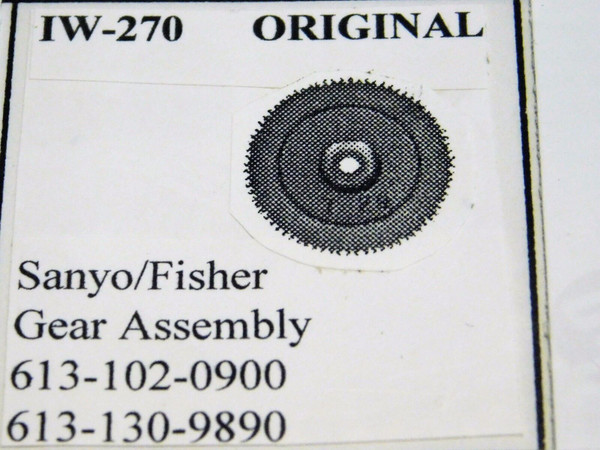 IW-270 ORIGINAL
Sanyo/Fisher
Gear Assembly
613-102-0900
613-130-9890